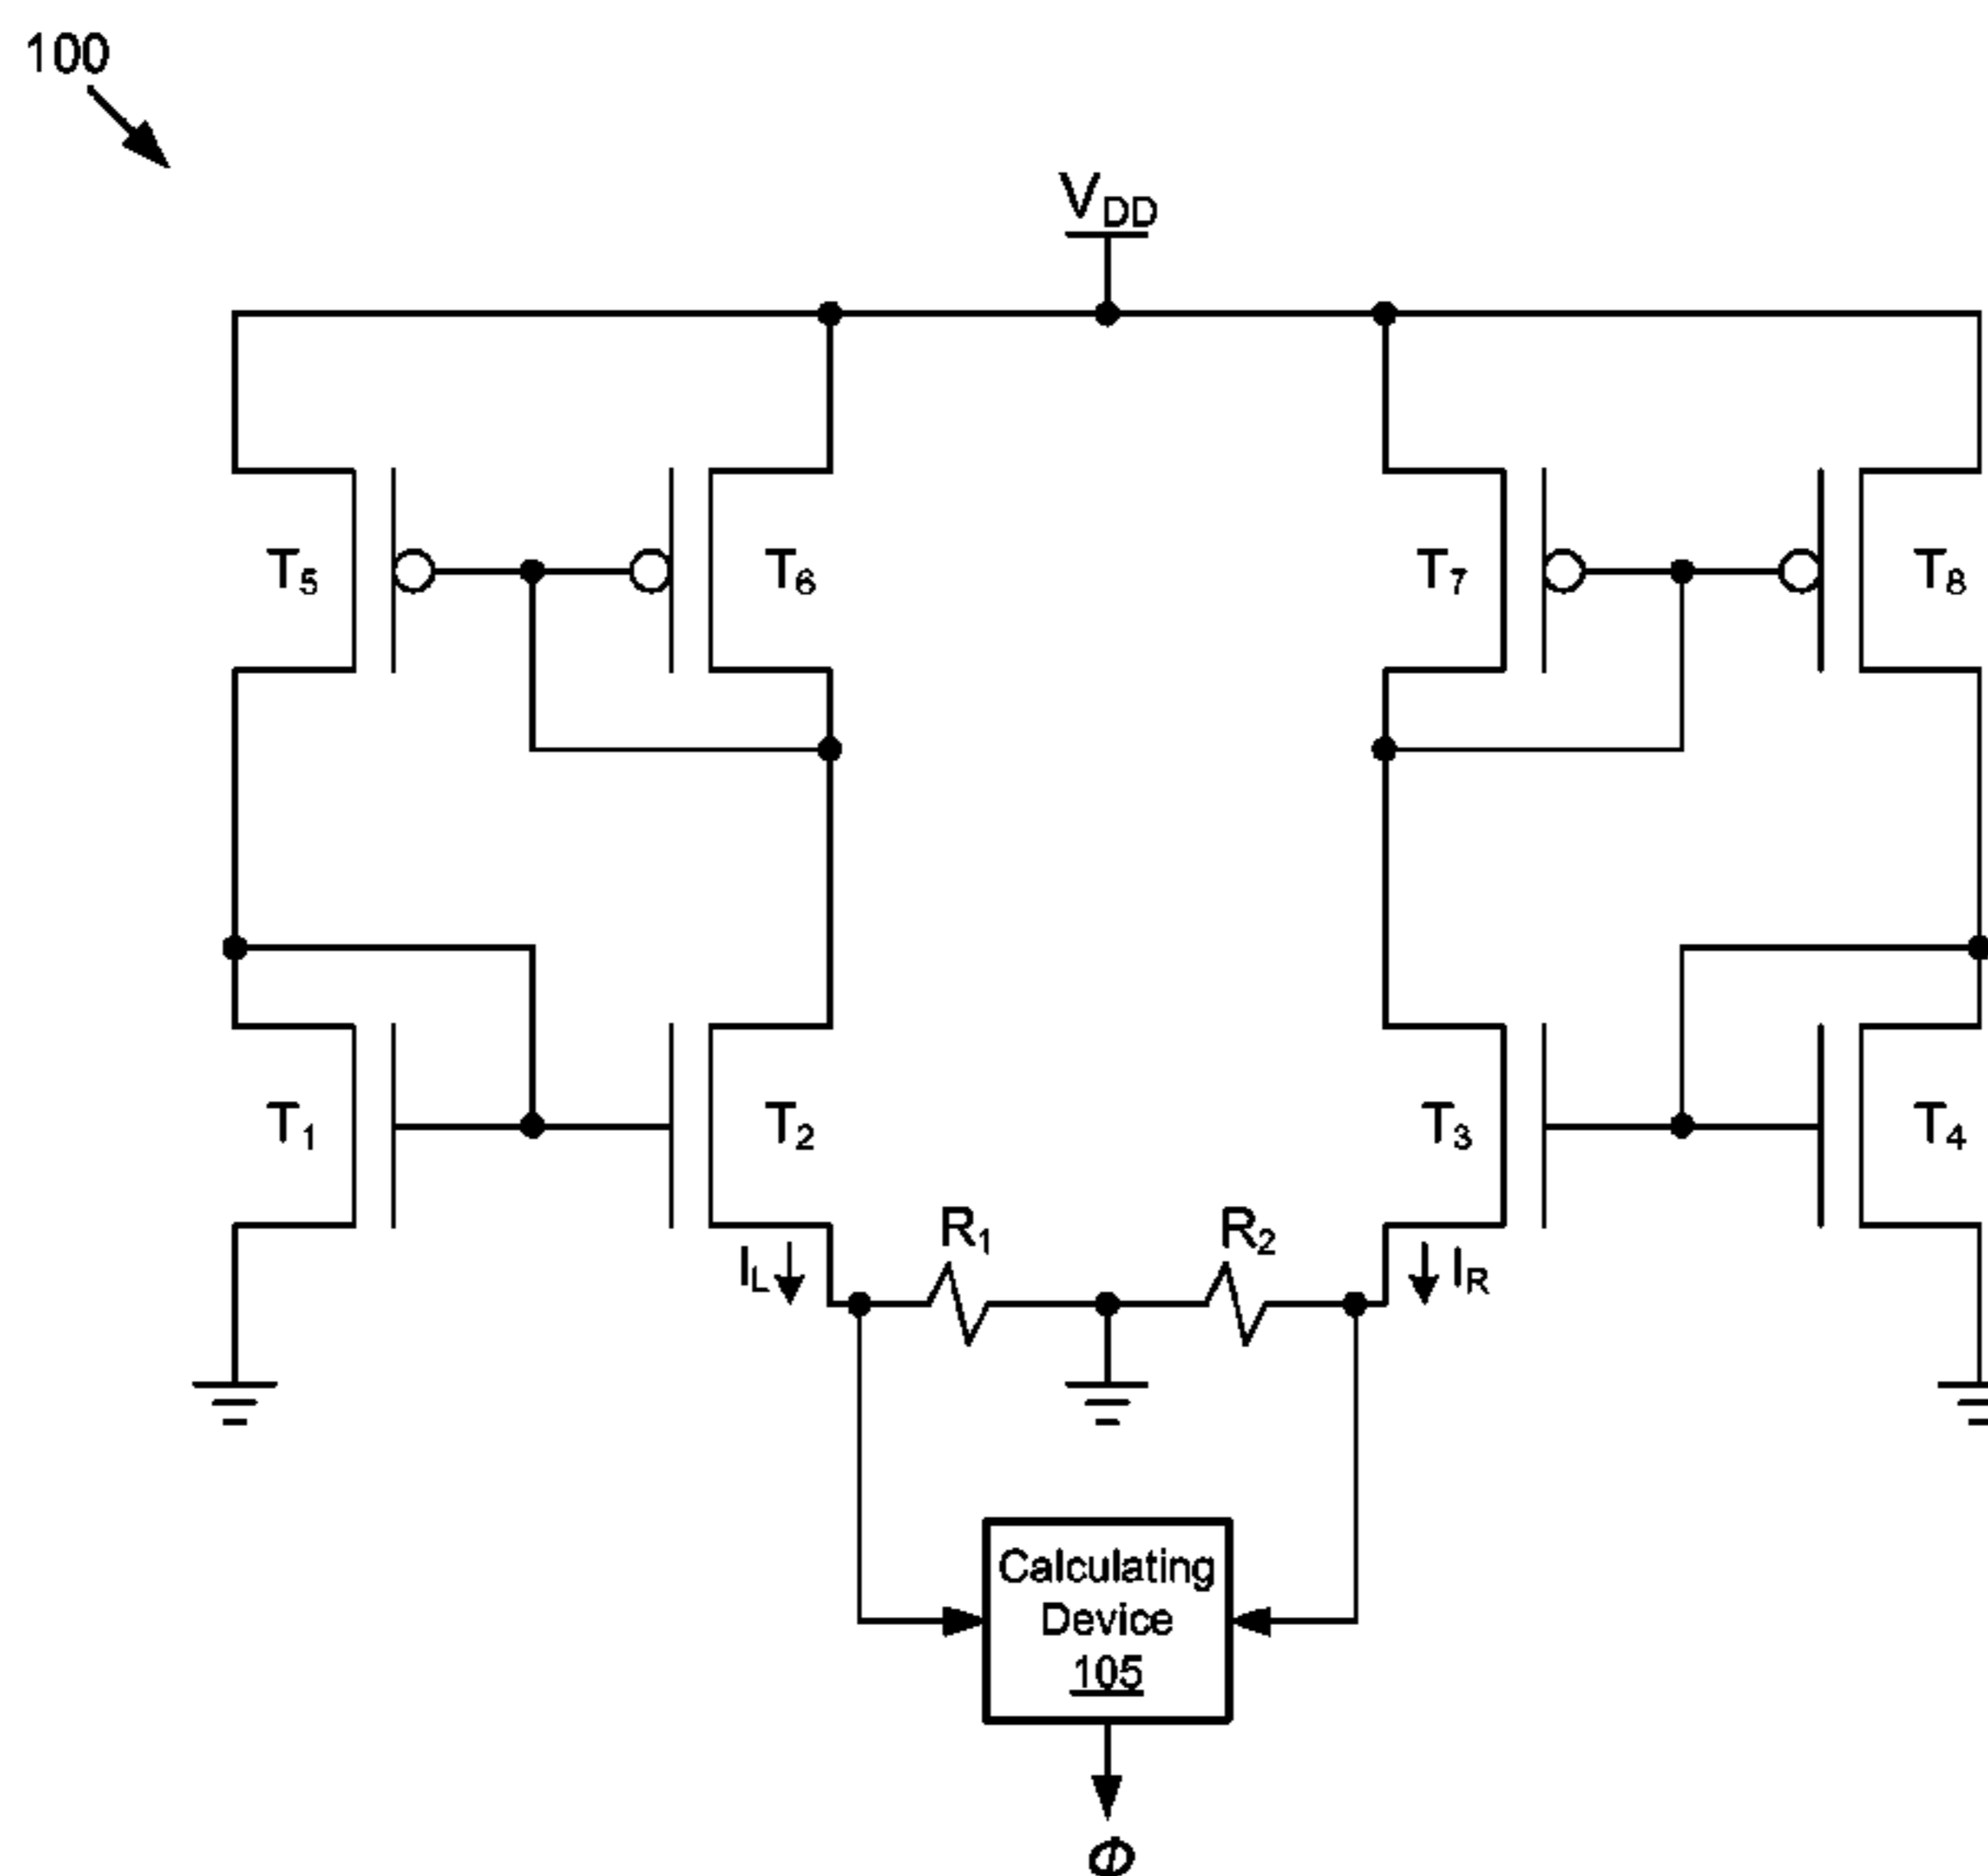 100
VDD
T5
T6
T7
T8
T1
T2
T3
T4
R1
R2
IL
IR
Calculating
Device
105
Φ